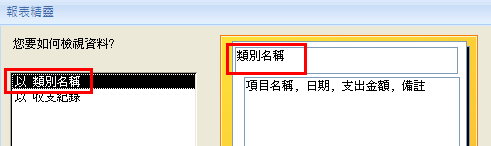 報表精靈
您要如何檢視資料?
以 類別名稱
以 收支紀錄
類別名稱
項目名稱, 日期, 支出金額, 備註